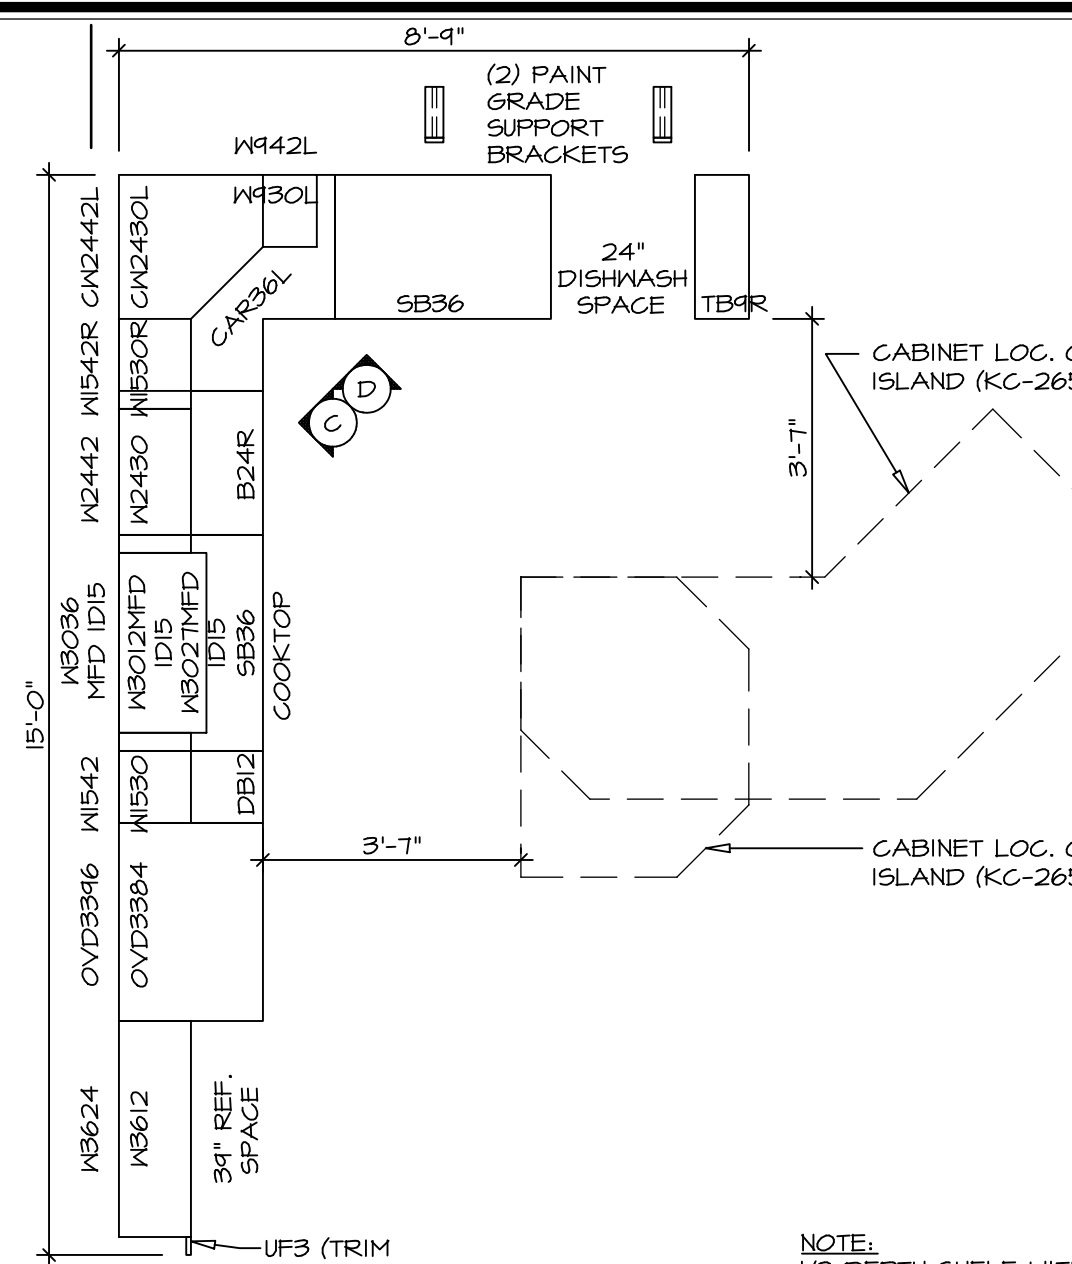 8'-9"
(2) PAINT
GRADE
SUPPORT
BRACKETS
W942L
W930L
CW2442L
CW2430L
CAR36L
SB36
24"
DISHWASH
SPACE
TB9R
W1542R
W1530R
CABINET LOC.
ISLAND (KC-265
D
C
3'-7"
W2442
W2430
B24R
W3036
MFD ID15
W3012MFD
ID15
W3027MFD
ID15
SB36
COOKTOP
15'-0"
W1542
W1530
DB12
3'-7"
CABINET LOC.
ISLAND (KC-265
OVD3396
OVD3384
W3624
W3612
39" REF.
SPACE
UF3 (TRIM
NOTE: